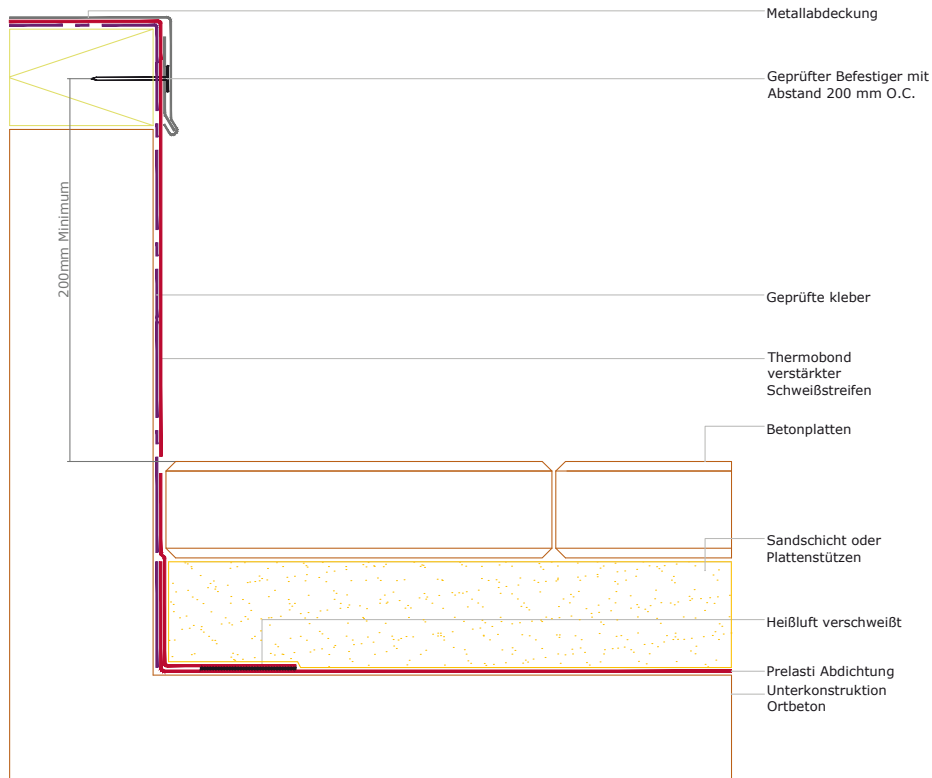 Metallabdeckung
Geprüfter Befestiger mit
Abstand 200 mm O.C.
200mm Minimum
Geprüfte kleber
Thermobond
verstärkter
Schweißstreifen
Betonplatten
Sandschicht oder
Plattenstützen
Heißluft verschweißt
Prelasti Abdichtung
Unterkonstruktion
Ortbeton